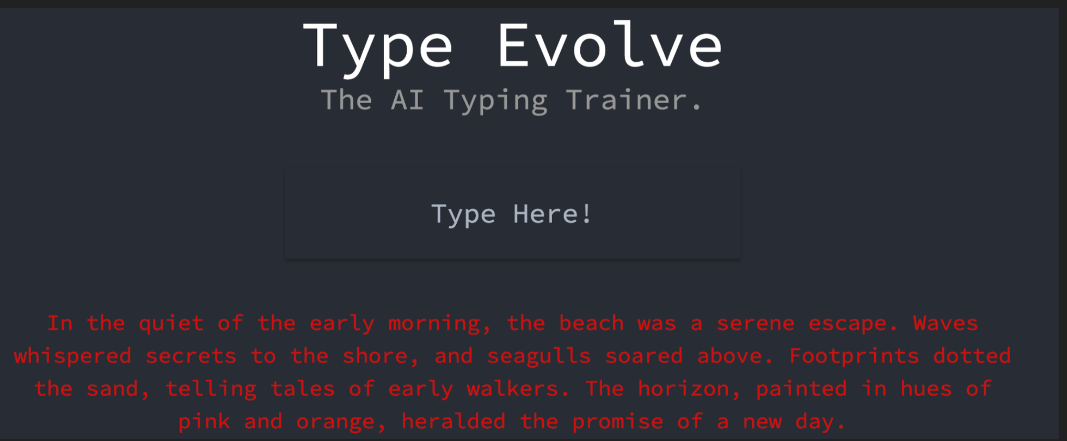 Type Evolve
The AI Typing Trainer.
Type Here!
In the quiet of the early morning, the beach was a serene escape. Waves
whispered secrets to the shore, and seagulls soared above. Footprints dotted
the sand, telling tales of early walkers. The horizon, painted in hues of
pink and orange, heralded the promise of a new day.